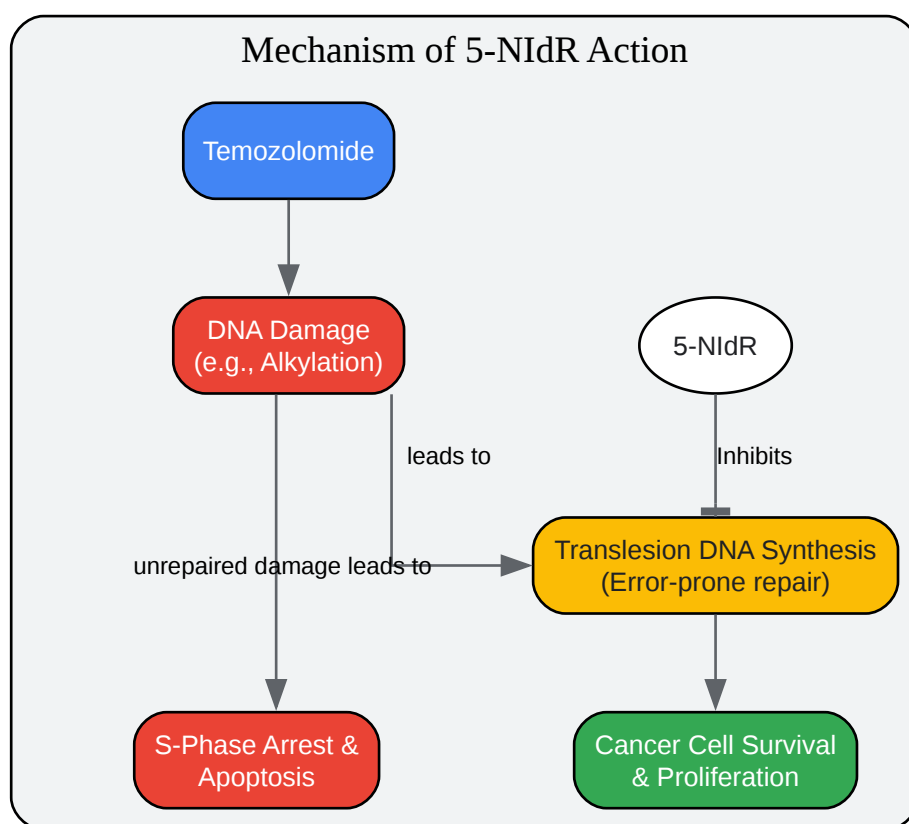 Mechanism of 5-NIdR Action
Temozolomide
DNA Damage
(e.g., Alkylation)
5-NIdR
leads to
Inhibits
unrepaired damage leads to
Translesion DNA Synthesis
(Error-prone repair)
S-Phase Arrest &
Apoptosis
Cancer Cell Survival
& Proliferation